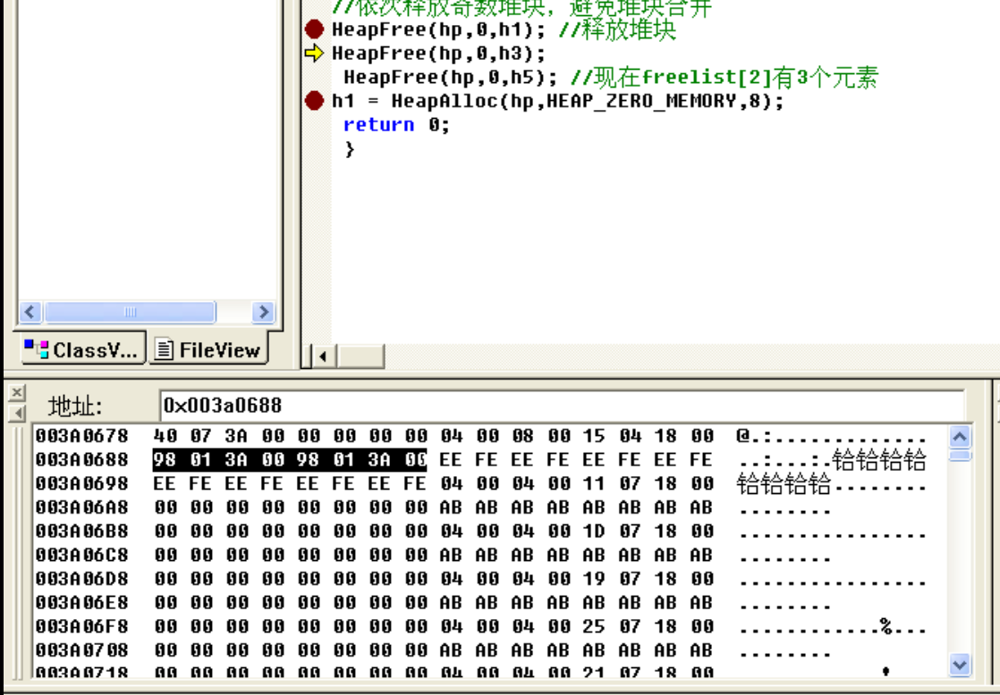 //依次释放奇数堆块，避免堆块合并
HeapFree(hp,0,h1); //释放堆块
HeapFree(hp,0,h3);
HeapFree(hp,0,h5); //现在freelist[2]有3个元素
h1 = HeapAlloc(hp,HEAP_ZERO_MEMORY,8);
return 0;
}
ClassV... FileView
地址: 0x003a0688
003A0678 40 07 3A 00 00 00 00 00 04 00 08 00 15 04 18 00 @.:.............
003A0688 98 01 3A 00 98 01 3A 00 EE FE EE FE EE FE EE FE ..:...:.铪铪铪铪
003A0698 EE FE EE FE EE FE EE FE 04 00 04 00 11 07 18 00 铪铪铪铪........
003A06A8 00 00 00 00 00 00 00 00 AB AB AB AB AB AB AB AB ........
003A06B8 00 00 00 00 00 00 00 00 04 00 04 00 1D 07 18 00 ................
003A06C8 00 00 00 00 00 00 00 00 AB AB AB AB AB AB AB AB ........
003A06D8 00 00 00 00 00 00 00 00 04 00 04 00 19 07 18 00 ................
003A06E8 00 00 00 00 00 00 00 00 AB AB AB AB AB AB AB AB ........
003A06F8 00 00 00 00 00 00 00 00 04 00 04 00 25 07 18 00 ............%...
003A0708 00 00 00 00 00 00 00 00 AB AB AB AB AB AB AB AB ........
003A0718 00 00 00 00 00 00 00 00 04 00 04 00 21 07 18 00